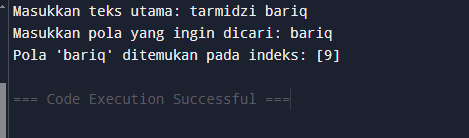 Masukkan teks utama: tarmidzi bariq
Masukkan pola yang ingin dicari: bariq
Pola 'bariq' ditemukan pada indeks: [9]
=== Code Execution Successful ===